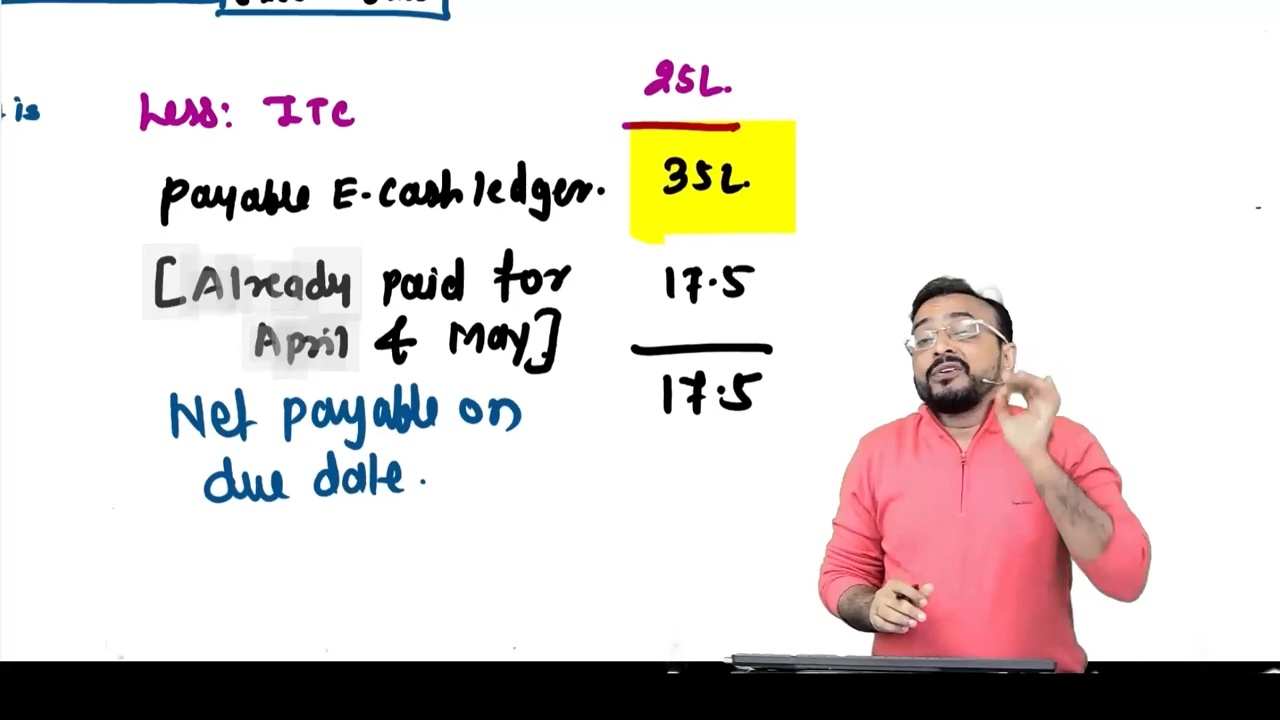 is
25L.
Less: ITC
Payable E-cash ledger. 35L.
[Already paid for 17.5
April & May]
17.5
Net payable on
due date.